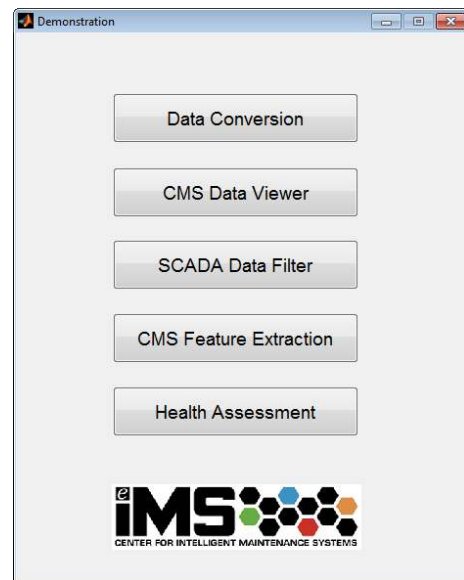 Demonstration
Data Conversion
CMS Data Viewer
SCADA Data Filter
CMS Feature Extraction
Health Assessment
e
iMS
CENTER FOR INTELLIGENT MAINTENANCE SYSTEMS